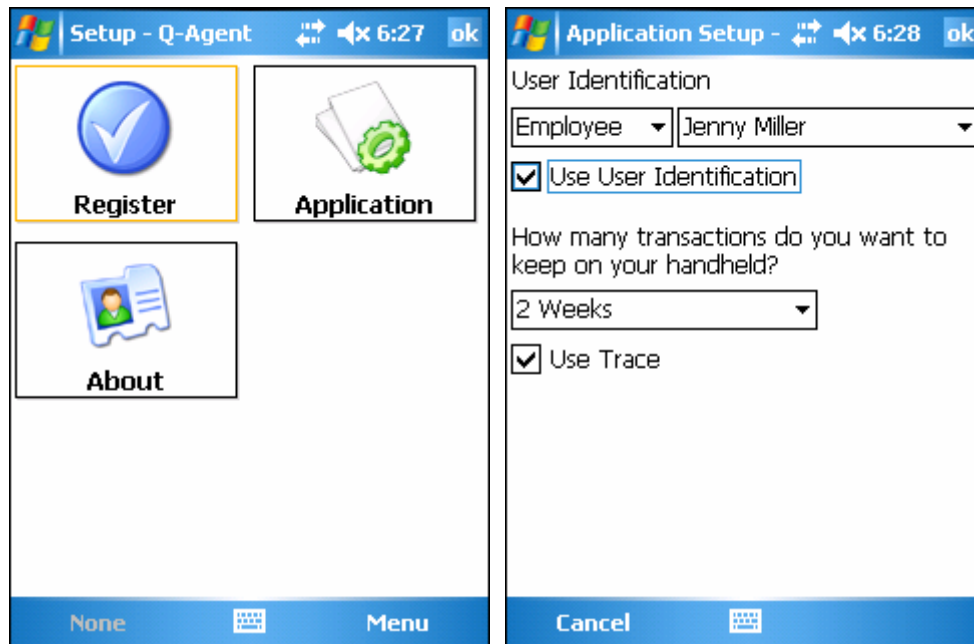 Setup - Q-Agent 6:27 ok
Register
Application
About
None Menu
Application Setup - 6:28 ok
User Identification
Employee Jenny Miller
Use User Identification
How many transactions do you want to
keep on your handheld?
2 Weeks
Use Trace
Cancel